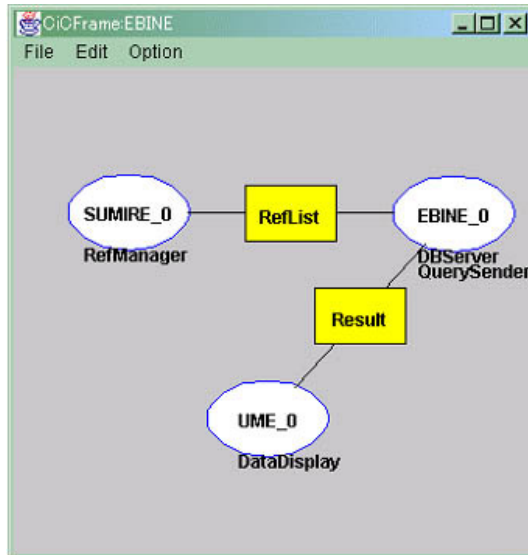 CiCFrame:EBINE
File Edit Option
SUMIRE_0
RefManager
RefList
EBINE_0
DBServer
QuerySender
Result
UME_0
DataDisplay